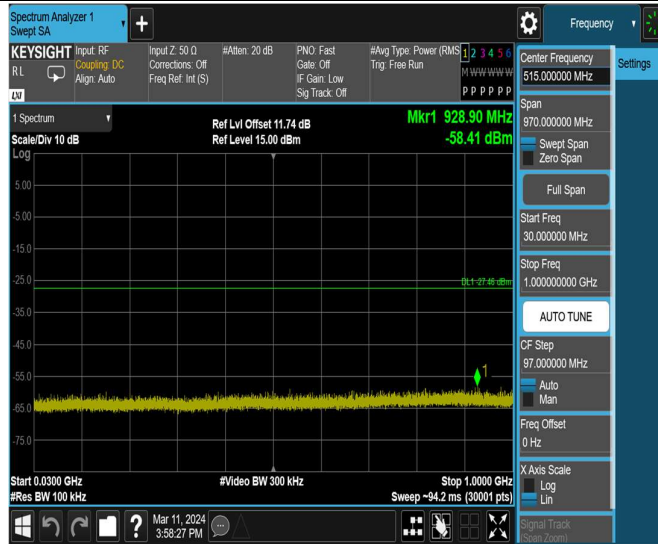 Spectrum Analyzer 1
Swept SA
+
Frequency
KEYSIGHT
RL
LXI
Input: RF
Coupling: DC
Align: Auto
Input Z: 50 Ω
Corrections: Off
Freq Ref: Int (S)
#Atten: 20 dB
PNO: Fast
Gate: Off
IF Gain: Low
Sig Track: Off
#Avg Type: Power (RMS
Trig: Free Run
1 2 3 4 5 6
M W W W W W
P P P P P P
Center Frequency
515.000000 MHz
Settings
Span
970.000000 MHz
Swept Span
Zero Span
Full Span
Start Freq
30.000000 MHz
Stop Freq
1.000000000 GHz
AUTO TUNE
CF Step
97.000000 MHz
Auto
Man
Freq Offset
0 Hz
X Axis Scale
Log
Lin
Signal Track
(Span Zoom)
1 Spectrum
Scale/Div 10 dB
Log
Ref Lvl Offset 11.74 dB
Ref Level 15.00 dBm
Mkr1 928.90 MHz
-58.41 dBm
5.00
-5.00
-15.0
-25.0
DL1 -27.46 dBm
-35.0
-45.0
-55.0
1
-65.0
-75.0
Start 0.0300 GHz
#Res BW 100 kHz
#Video BW 300 kHz
Stop 1.0000 GHz
Sweep ~94.2 ms (30001 pts)
?
Mar 11, 2024
3:58:27 PM